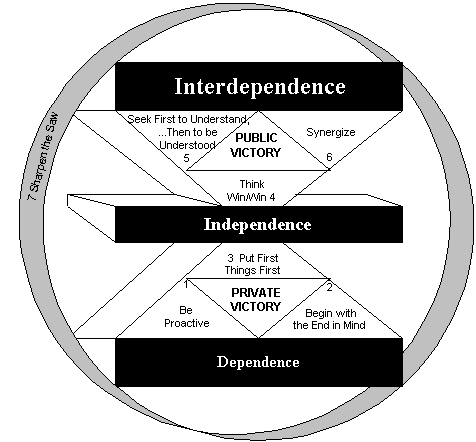 Interdependence
Seek First to Understand,
...Then to be
Understood
5
PUBLIC
VICTORY
Synergize
6
Think
Win/Win 4
7 Sharpen the Saw
Independence
3 Put First
Things First
1
PRIVATE
VICTORY
2
Be
Proactive
Begin with
the End in Mind
Dependence